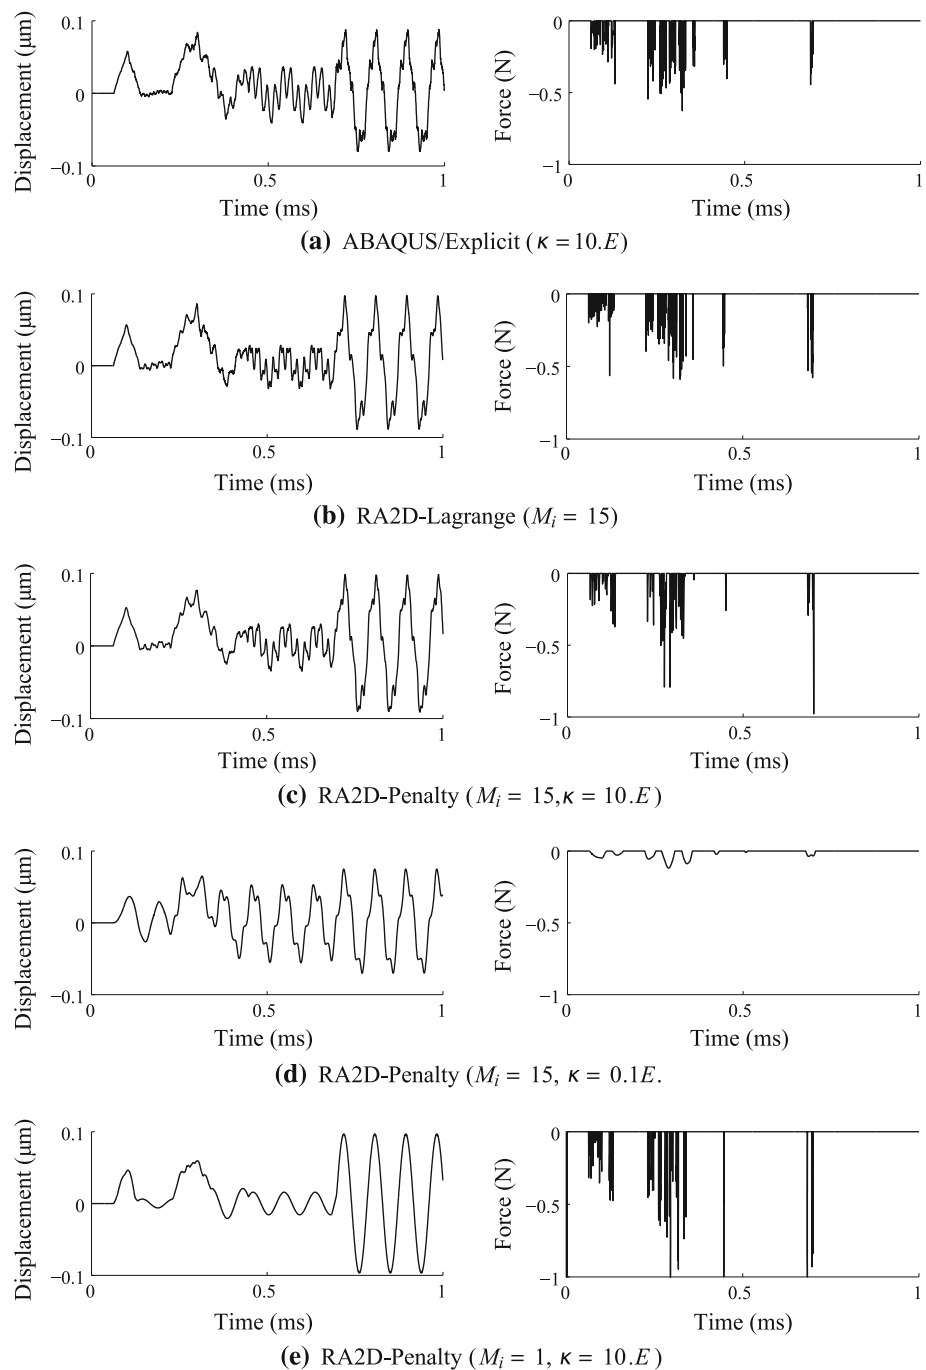 Displacement (μm)
0.1
0
−0.1
0
0.5
1
Time (ms)
Force (N)
0
−0.5
−1
0
0.5
1
Time (ms)
(a) ABAQUS/Explicit (κ = 10.E)
Displacement (μm)
0.1
0
−0.1
0
0.5
1
Time (ms)
Force (N)
0
−0.5
−1
0
0.5
1
Time (ms)
(b) RA2D-Lagrange (Mi = 15)
Displacement (μm)
0.1
0
−0.1
0
0.5
1
Time (ms)
Force (N)
0
−0.5
−1
0
0.5
1
Time (ms)
(c) RA2D-Penalty (Mi = 15,κ = 10.E)
Displacement (μm)
0.1
0
−0.1
0
0.5
1
Time (ms)
Force (N)
0
−0.5
−1
0
0.5
1
Time (ms)
(d) RA2D-Penalty (Mi = 15, κ = 0.1E.
Displacement (μm)
0.1
0
−0.1
0
0.5
1
Time (ms)
Force (N)
0
−0.5
−1
0
0.5
1
Time (ms)
(e) RA2D-Penalty (Mi = 1, κ = 10.E)